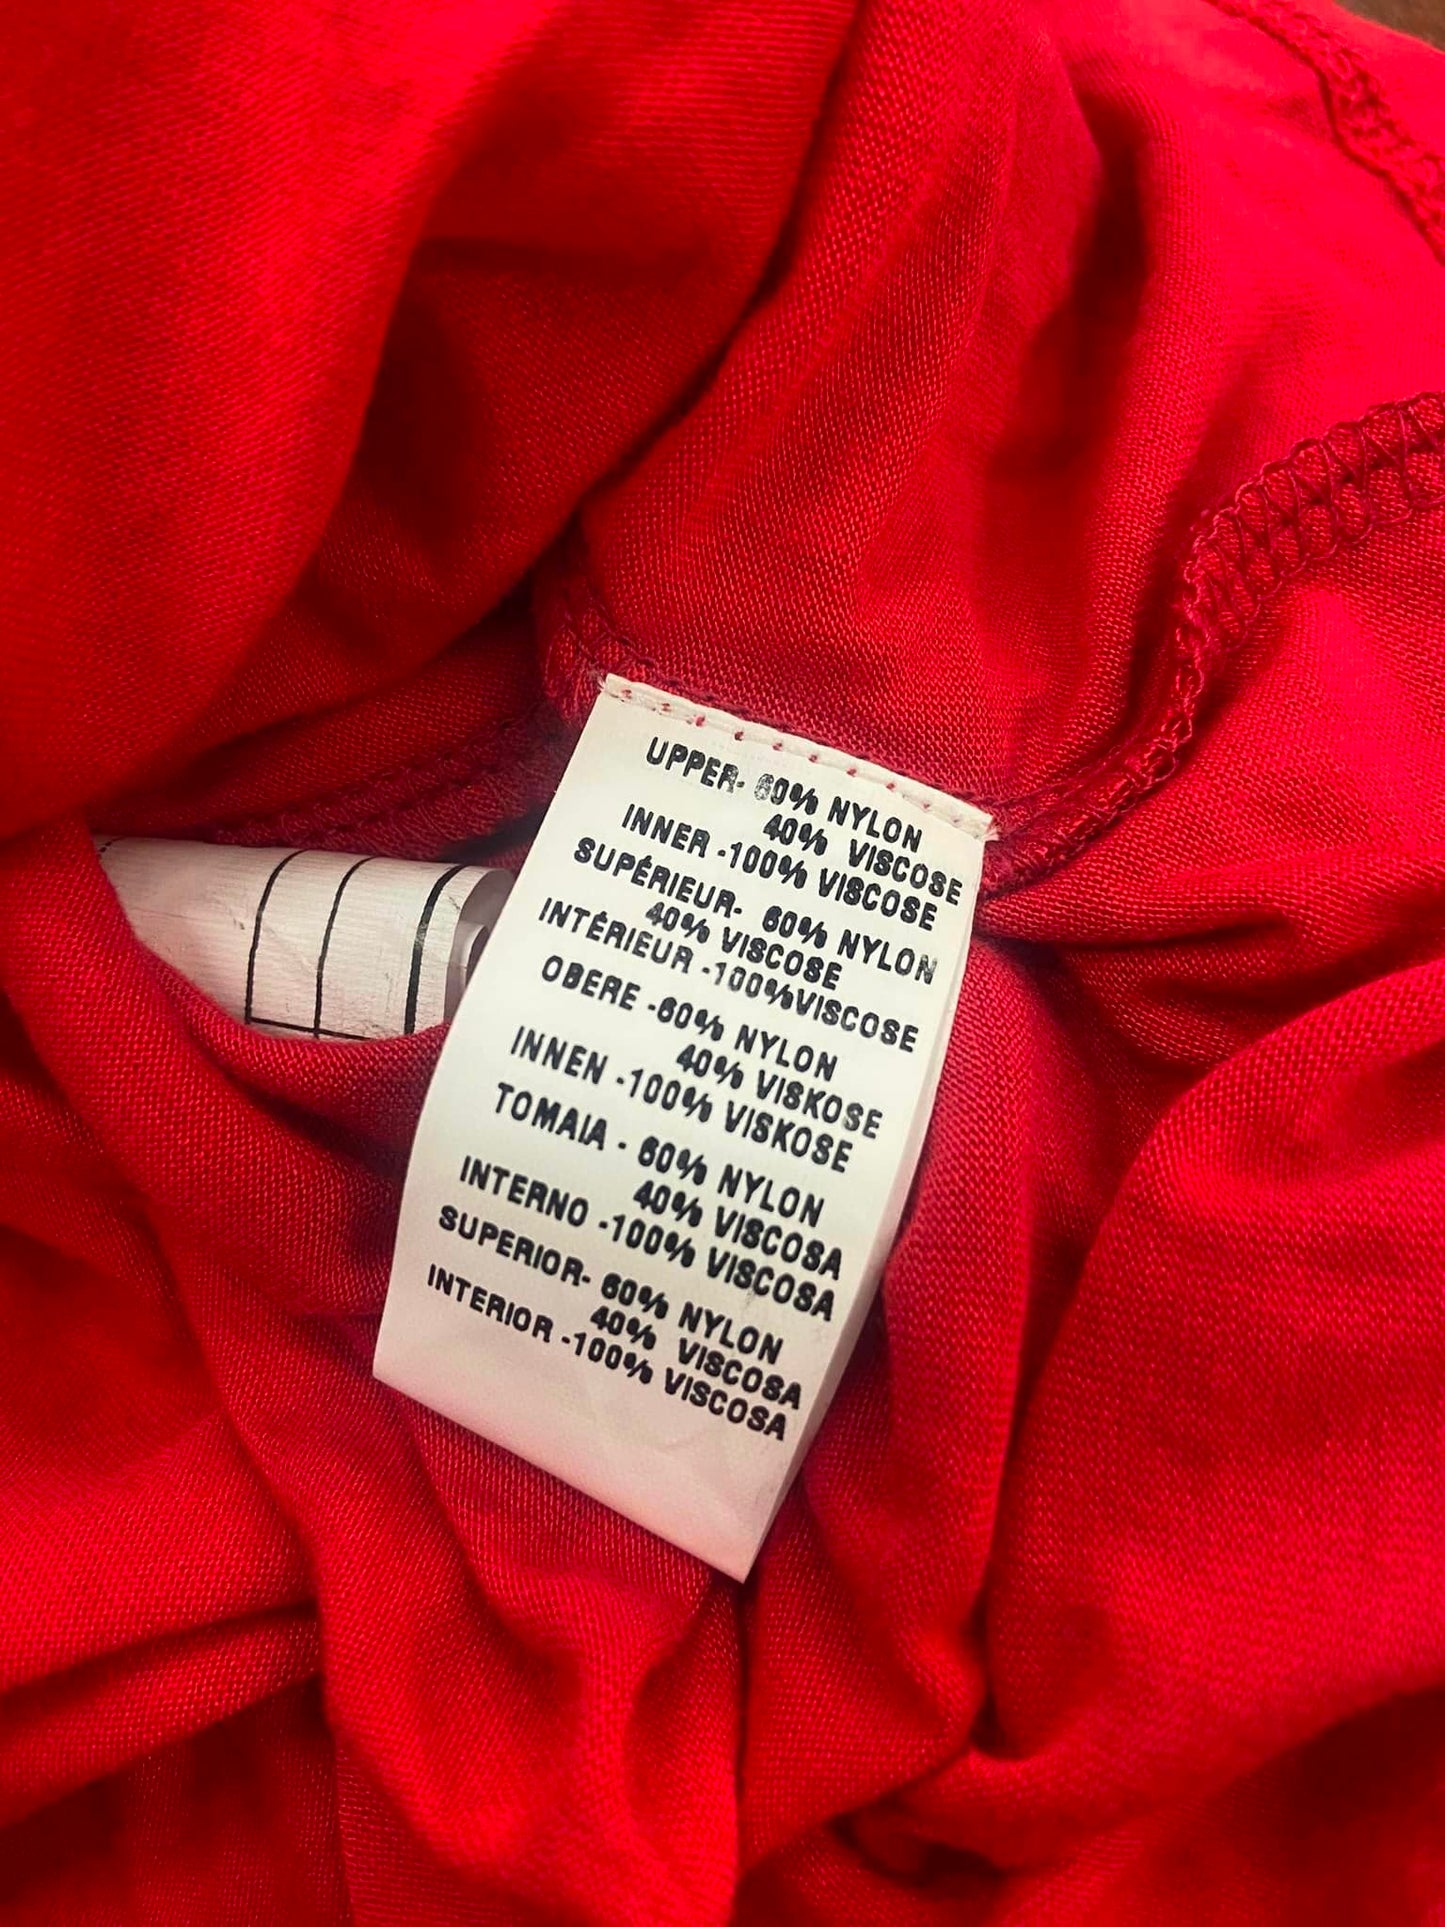 UPPER- 60% NYLON
40% VISCOSE
INNER -100% VISCOSE
SUPÉRIEUR- 60% NYLON
40% VISCOSE
INTÉRIEUR -100%VISCOSE
OBERE -60% NYLON
40% VISKOSE
INNEN -100% VISKOSE
TOMAIA - 60% NYLON
40% VISCOSA
INTERNO -100% VISCOSA
SUPERIOR- 60% NYLON
40% VISCOSA
INTERIOR -100% VISCOSA